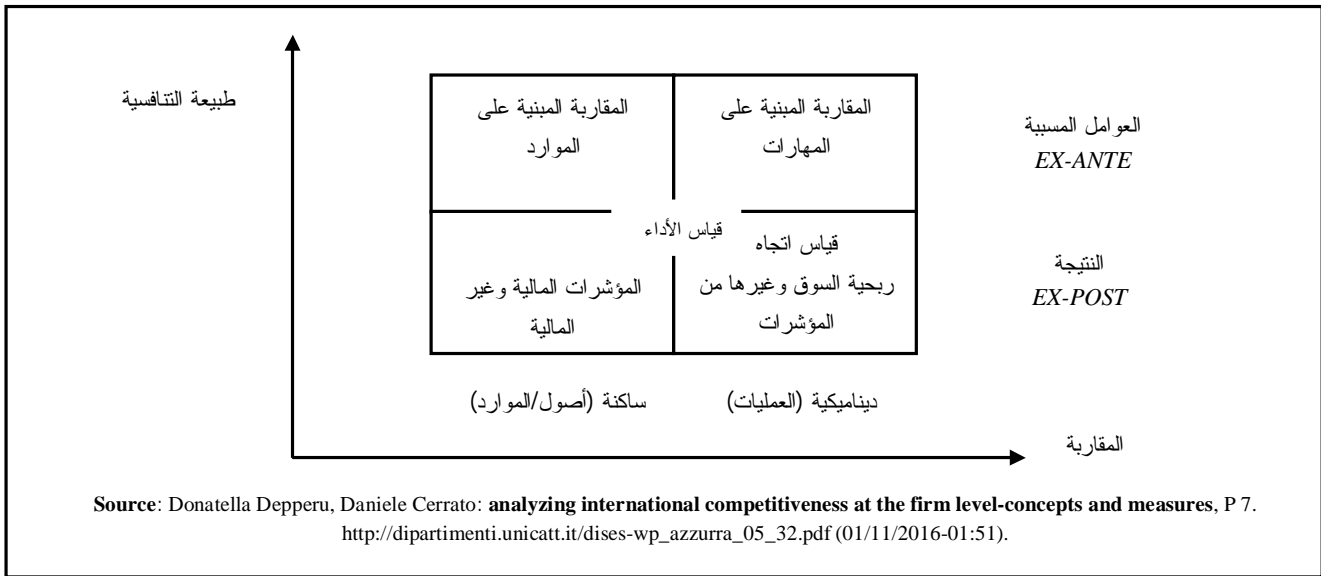 طبيعة التنافسية
المقاربة المبنية على
المهارات
المقاربة المبنية على
الموارد
العوامل المسببة
EX-ANTE
قياس الأداء
قياس اتجاه
ربحية السوق وغيرها من
المؤشرات
المؤشرات المالية وغير
المالية
النتيجة
EX-POST
ديناميكية (العمليات)
ساكنة (أصول/الموارد)
المقاربة
Source: Donatella Depperu, Daniele Cerrato: analyzing international competitiveness at the firm level-concepts and measures, P 7.
http://dipartimenti.unicatt.it/dises-wp_azzurra_05_32.pdf (01/11/2016-01:51).